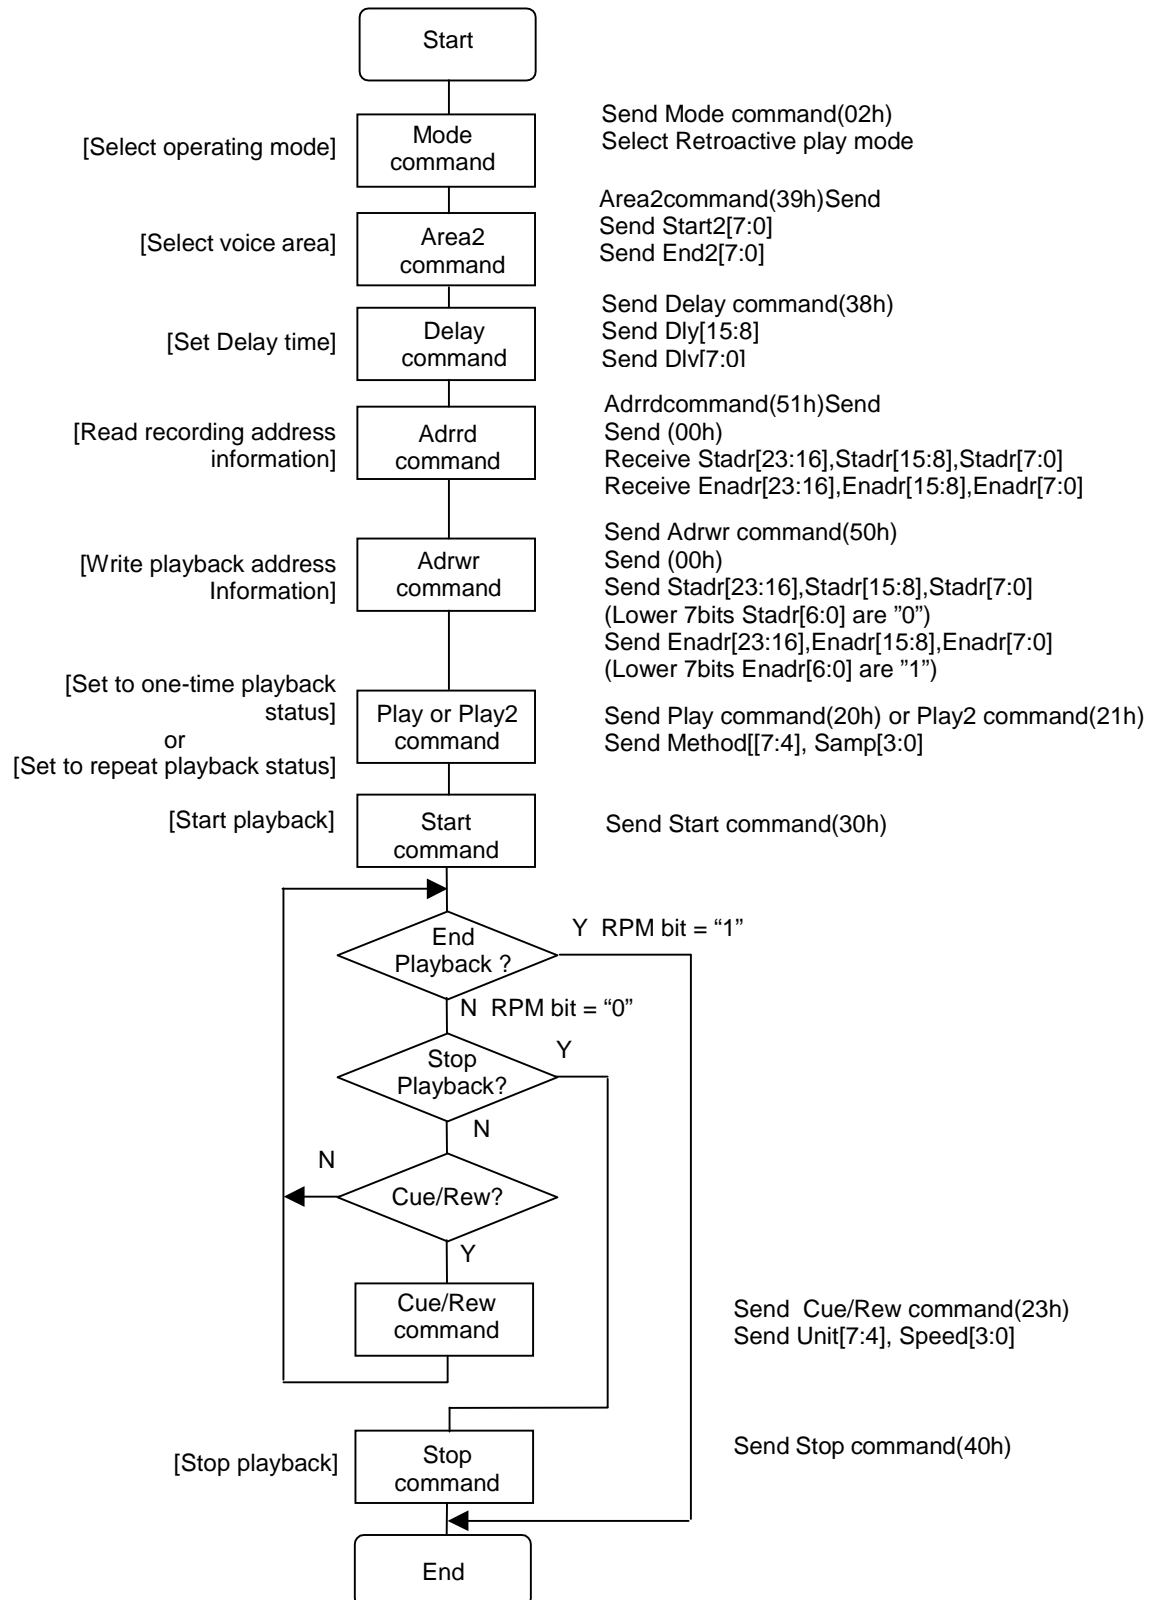 Start
[Select operating mode]
Mode
command
Send Mode command(02h)
Select Retroactive play mode
[Select voice area]
Area2
command
Area2command(39h)Send
Send Start2[7:0]
Send End2[7:0]
[Set Delay time]
Delay
command
Send Delay command(38h)
Send Dly[15:8]
Send Dly[7:0]
[Read recording address
information]
Adrrd
command
Adrrdcommand(51h)Send
Send (00h)
Receive Stadr[23:16],Stadr[15:8],Stadr[7:0]
Receive Enadr[23:16],Enadr[15:8],Enadr[7:0]
[Write playback address
Information]
Adrwr
command
Send Adrwr command(50h)
Send (00h)
Send Stadr[23:16],Stadr[15:8],Stadr[7:0]
(Lower 7bits Stadr[6:0] are ”0”)
Send Enadr[23:16],Enadr[15:8],Enadr[7:0]
(Lower 7bits Enadr[6:0] are ”1”)
[Set to one-time playback
status]
or
[Set to repeat playback status]
Play or Play2
command
Send Play command(20h) or Play2 command(21h)
Send Method[[7:4], Samp[3:0]
[Start playback]
Start
command
Send Start command(30h)
End
Playback ?
Y RPM bit = “1”
N RPM bit = “0”
Stop
Playback?
Y
N
N
Cue/Rew?
Y
Cue/Rew
command
Send Cue/Rew command(23h)
Send Unit[7:4], Speed[3:0]
[Stop playback]
Stop
command
Send Stop command(40h)
End